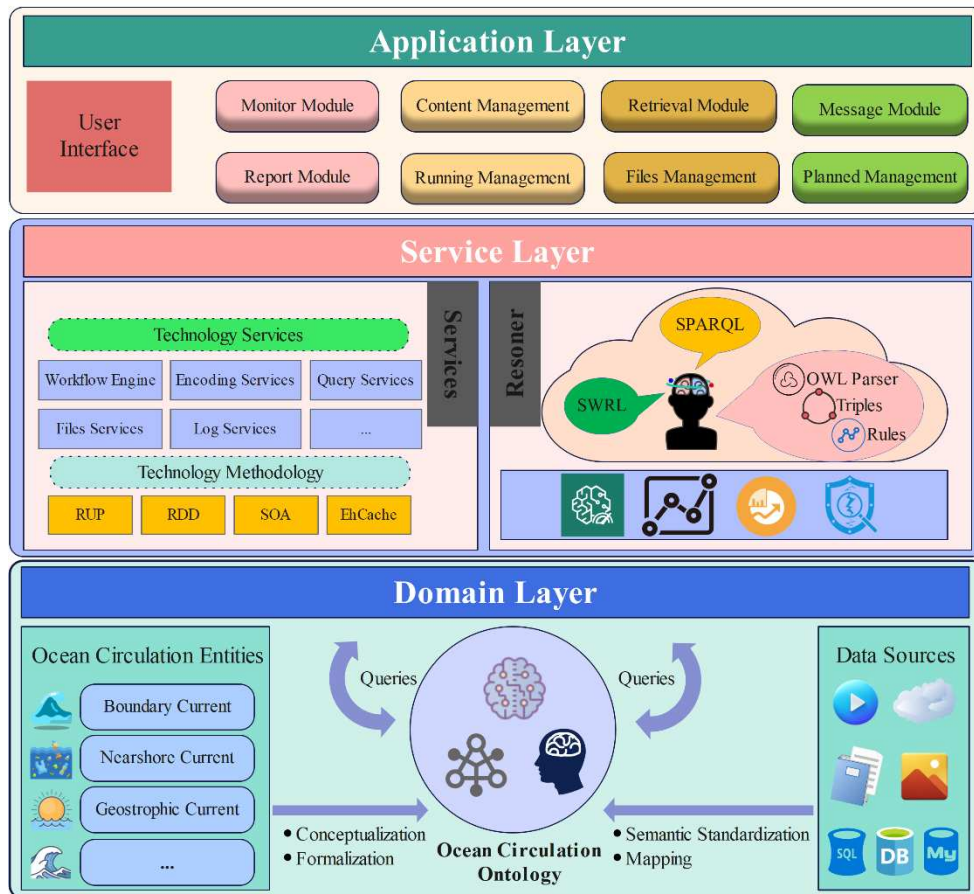 Application Layer
User
Interface
Monitor Module
Content Management
Retrieval Module
Message Module
Report Module
Running Management
Files Management
Planned Management
Service Layer
Technology Services
Workflow Engine
Encoding Services
Query Services
Files Services
Log Services
...
Technology Methodology
RUP
RDD
SOA
EhCache
Services
Resoner
SPARQL
SWRL
OWL Parser
Triples
Rules
Domain Layer
Ocean Circulation Entities
Boundary Current
Nearshore Current
Geostrophic Current
...
Queries
Queries
• Conceptualization
• Formalization
Ocean Circulation
Ontology
• Semantic Standardization
• Mapping
Data Sources
SQL
DB
My